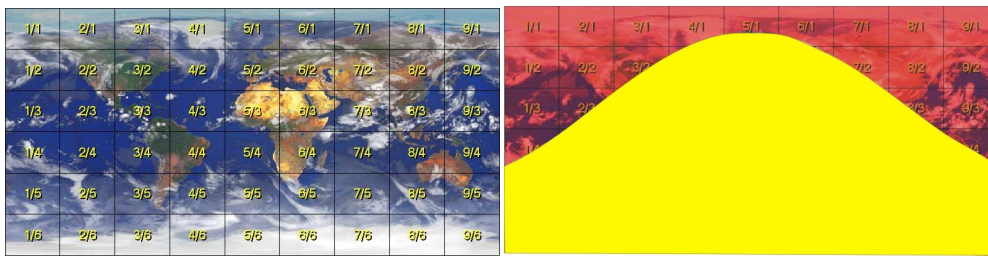 1/1 2/1 3/1 4/1 5/1 6/1 7/1 8/1 9/1
1/2 2/2 3/2 4/2 5/2 6/2 7/2 8/2 9/2
1/3 2/3 3/3 4/3 5/3 6/3 7/3 8/3 9/3
1/4 2/4 3/4 4/4 5/4 6/4 7/4 8/4 9/4
1/5 2/5 3/5 4/5 5/5 6/5 7/5 8/5 9/5
1/6 2/6 3/6 4/6 5/6 6/6 7/6 8/6 9/6
1/1 2/1 3/1 4/1 5/1 6/1 7/1 8/1 9/1
1/2 2/2 3/2 7/2 8/2 9/2
1/3 2/3 8/3 9/3